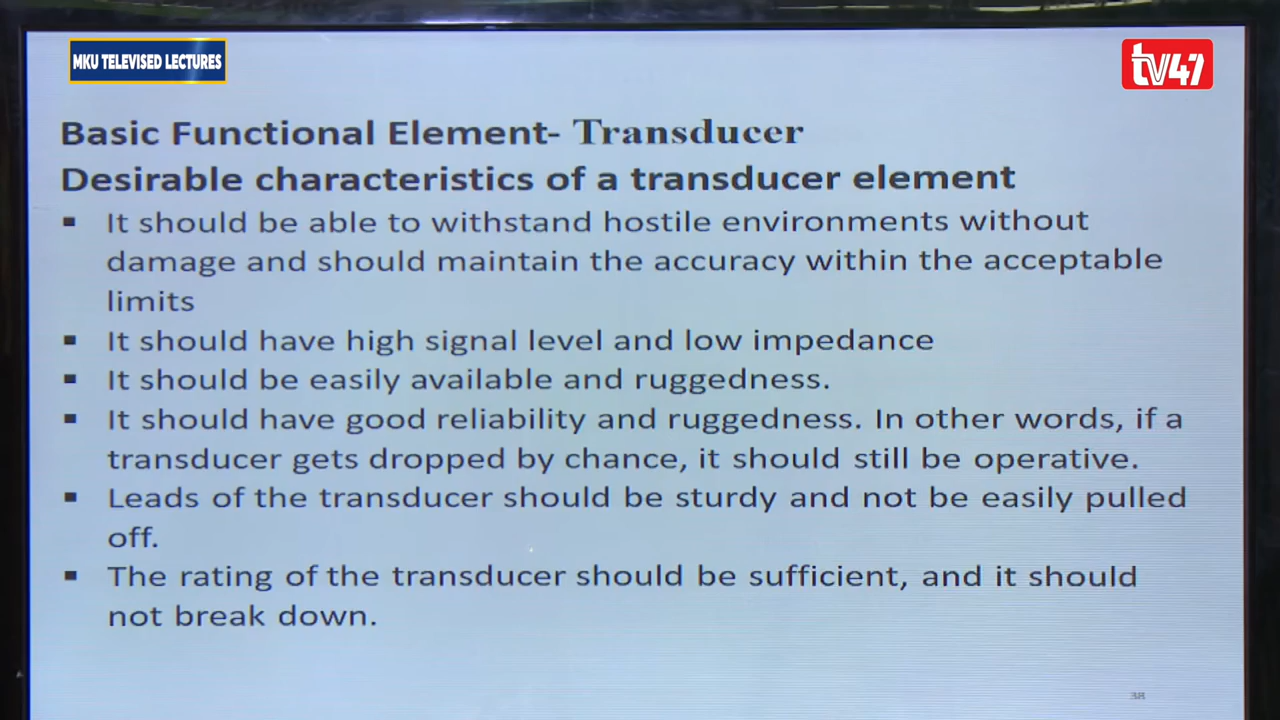 MKU TELEVISED LECTURES
tv47
Basic Functional Element- Transducer
Desirable characteristics of a transducer element
▪ It should be able to withstand hostile environments without
damage and should maintain the accuracy within the acceptable
limits
▪ It should have high signal level and low impedance
▪ It should be easily available and ruggedness.
▪ It should have good reliability and ruggedness. In other words, if a
transducer gets dropped by chance, it should still be operative.
▪ Leads of the transducer should be sturdy and not be easily pulled
off.
▪ The rating of the transducer should be sufficient, and it should
not break down.
38